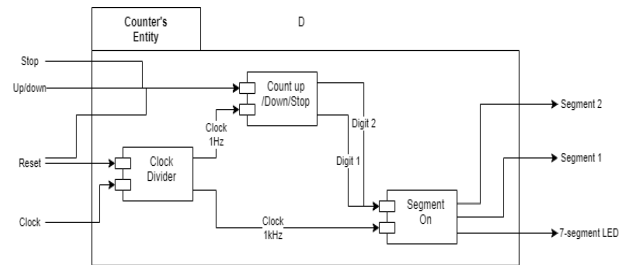 Counter's
Entity
D
Stop
Up/down
Count up
/Down/Stop
Segment 2
Clock
1Hz
Digit 2
Digit 1
Segment 1
Reset
Clock
Divider
Segment
On
Clock
Clock
1kHz
7-segment LED